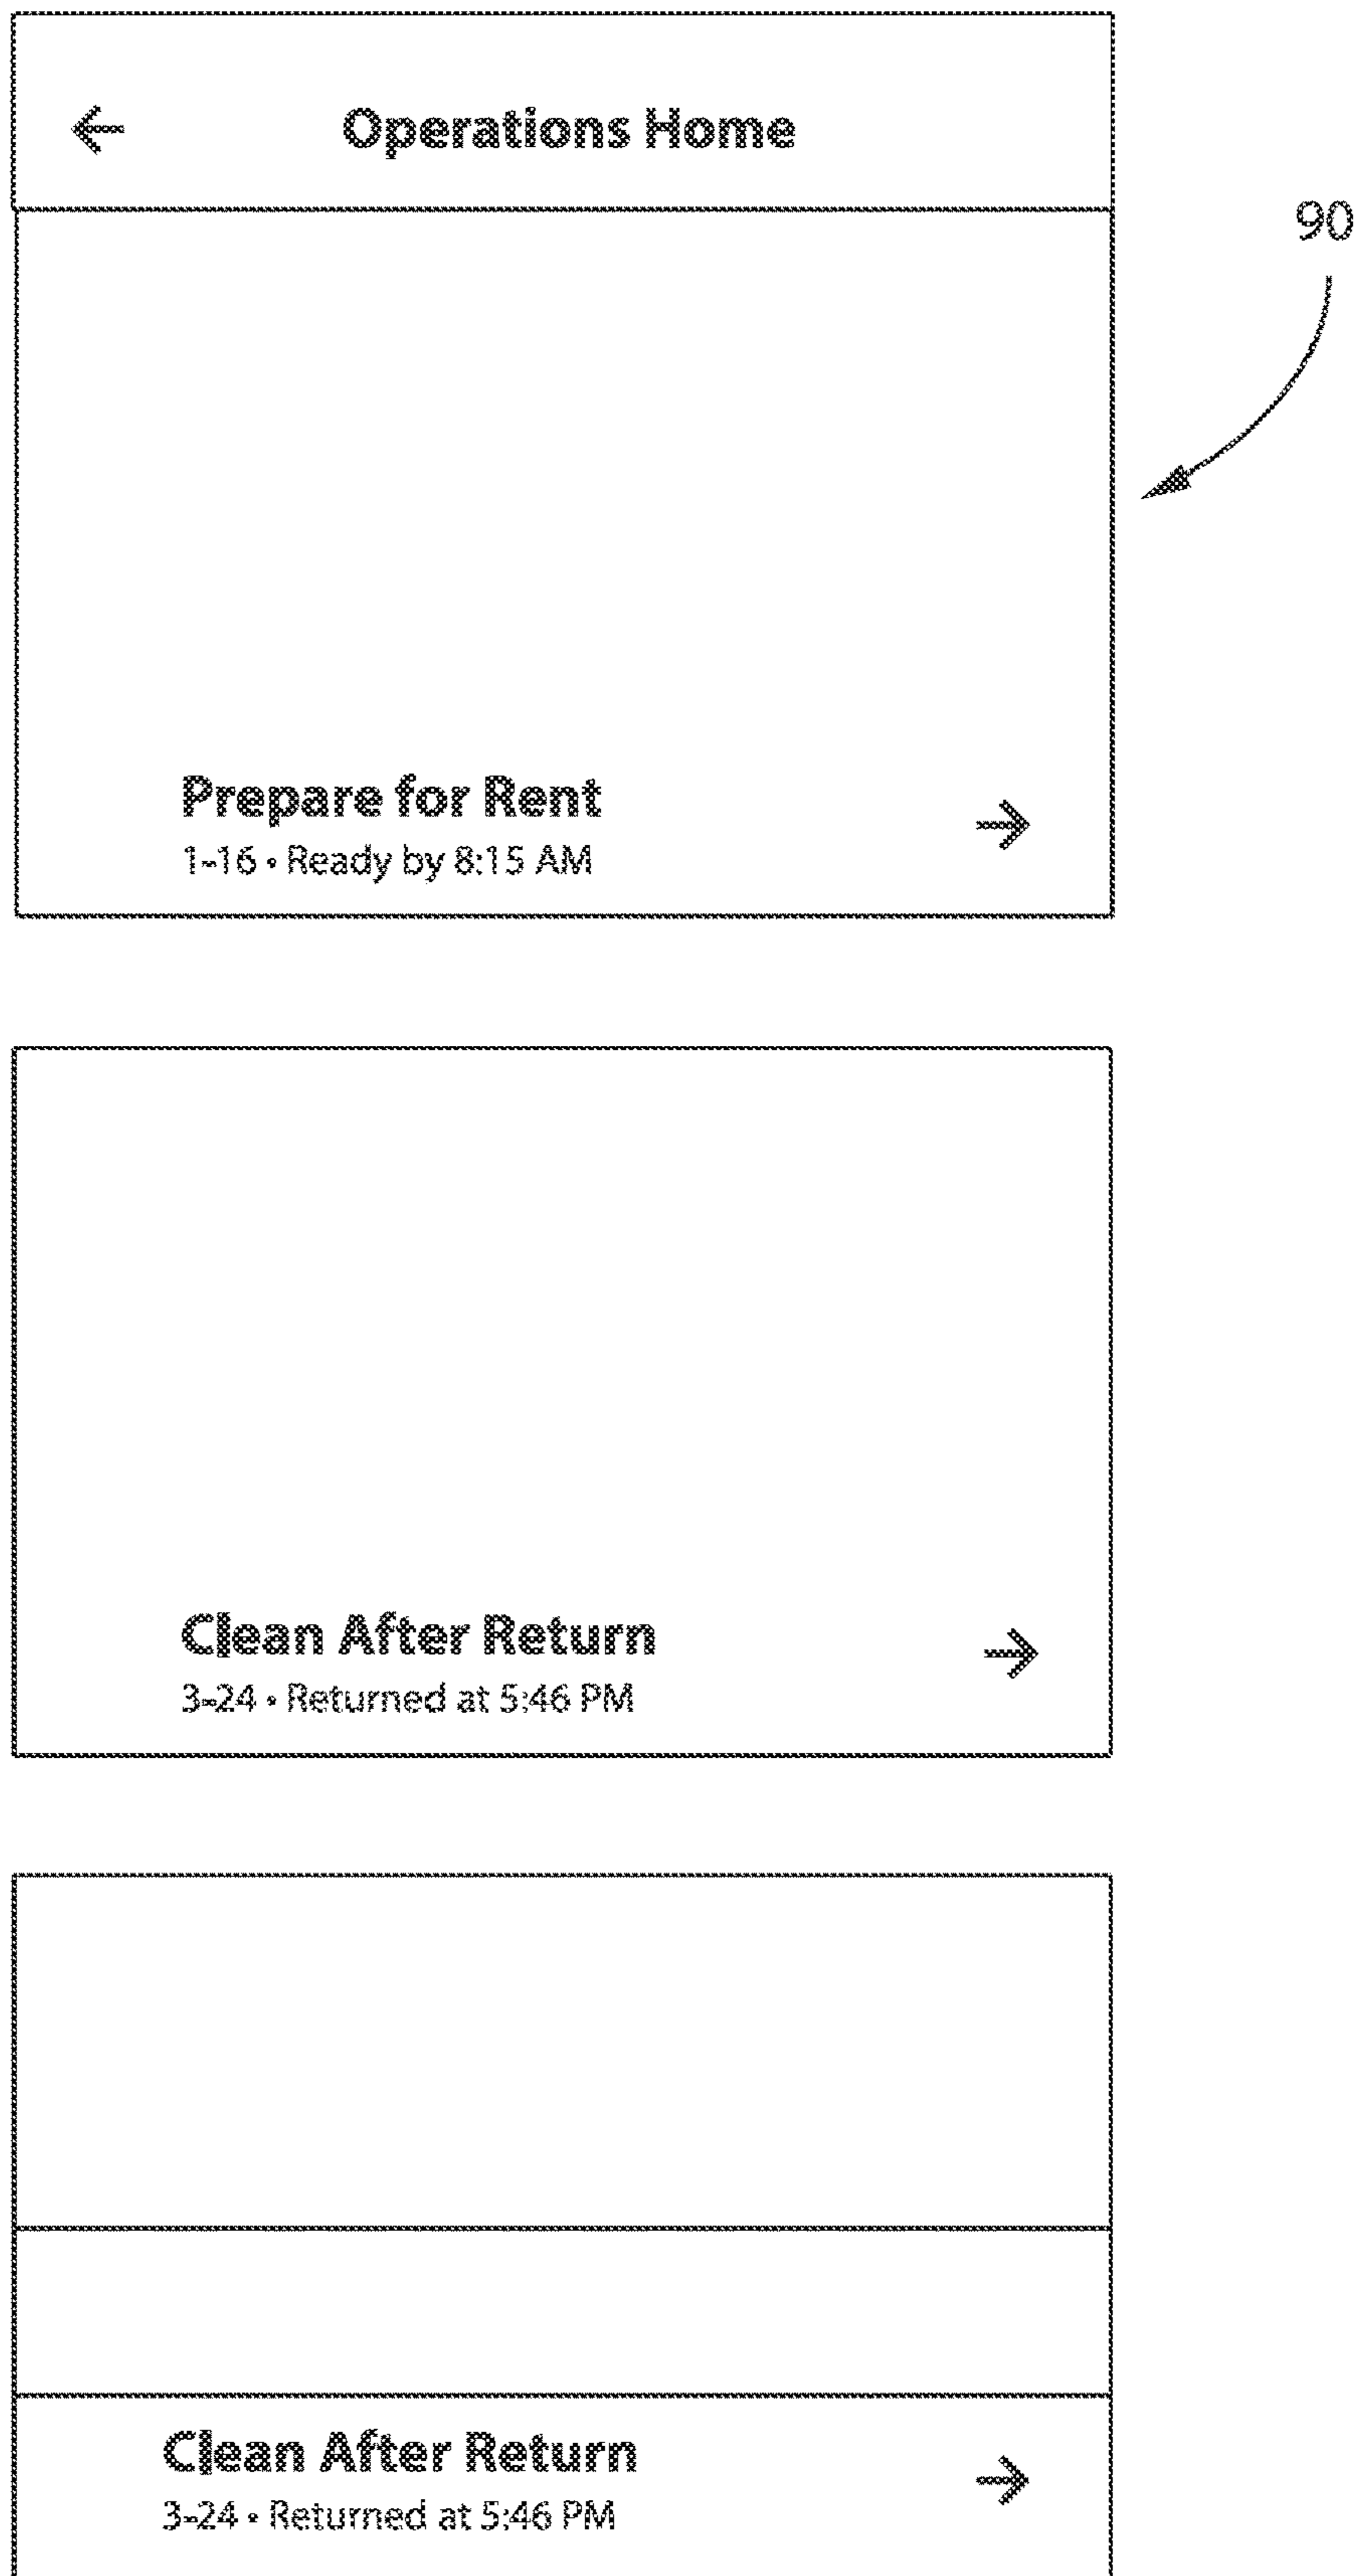 Operations Home
90
Prepare for Rent
1-16 • Ready by 8:15 AM
Clean After Return
3-24 • Returned at 5:46 PM
Clean After Return
3-24 • Returned at 5:46 PM